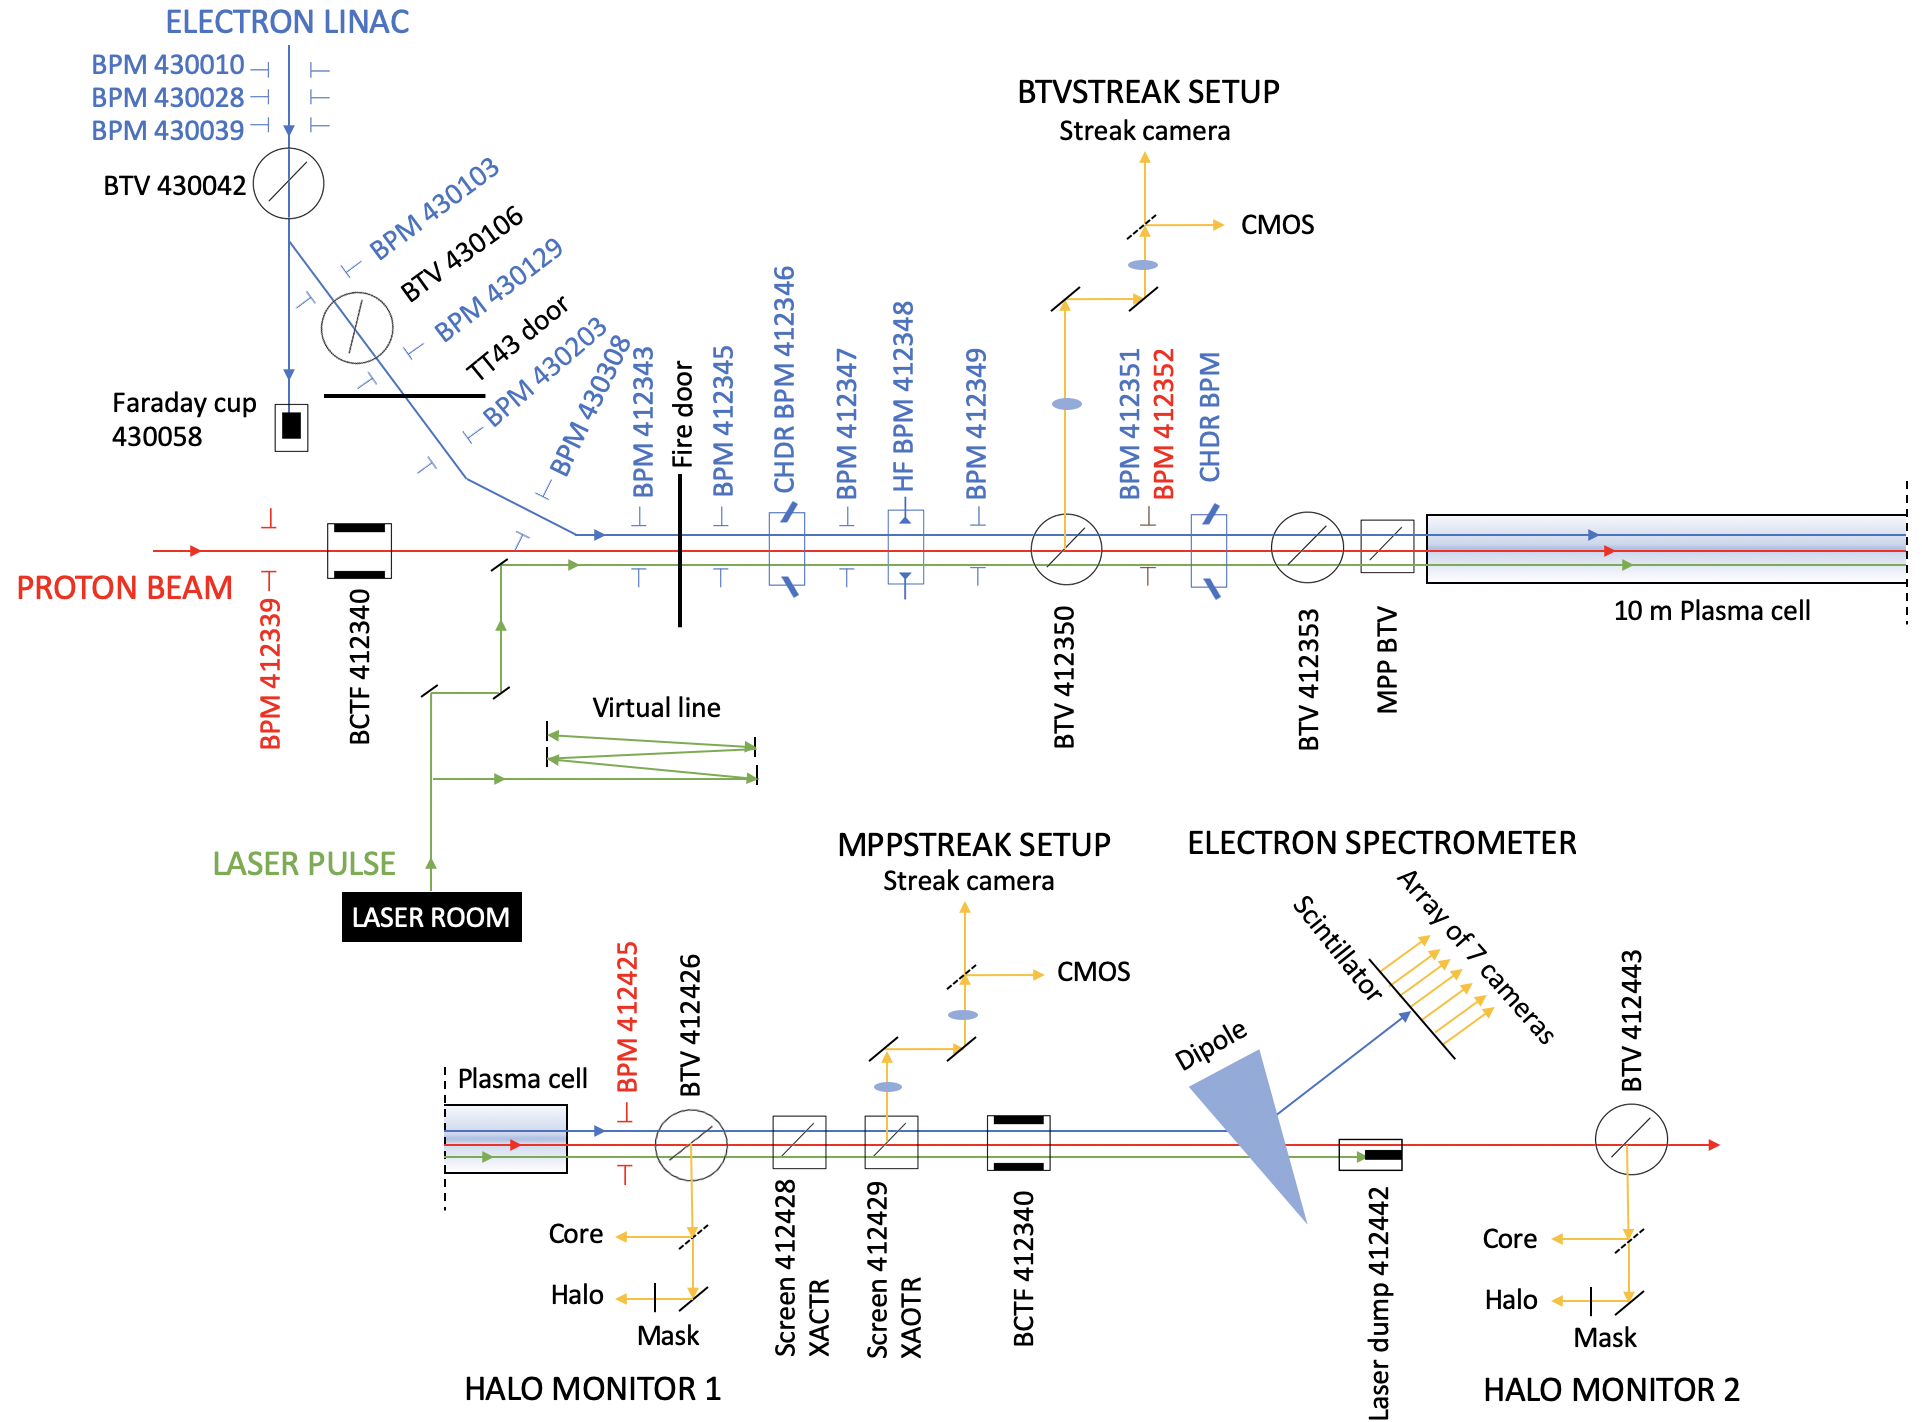 ELECTRON LINAC
BPM 430010
BPM 430028
BPM 430039
BTV 430042
BPM 430103
BTV 430106
BPM 430129
TT43 door
BPM 430203
BPM 430308
Faraday cup
430058
BPM 412343
Fire door
BPM 412345
CHDR BPM 412346
BPM 412347
HF BPM 412348
BPM 412349
BTVSTREAK SETUP
Streak camera
CMOS
BPM 412351
BPM 412352
CHDR BPM
PROTON BEAM
BPM 412339
BCTF 412340
BTV 412350
BTV 412353
MPP BTV
10 m Plasma cell
Virtual line
LASER PULSE
LASER ROOM
MPPSTREAK SETUP
Streak camera
CMOS
ELECTRON SPECTROMETER
Scintillator
Array of 7 cameras
Dipole
Plasma cell
BPM 412425
BTV 412426
Core
Halo
Mask
HALO MONITOR 1
Screen 412428
XACTR
Screen 412429
XAOTR
BCTF 412340
Laser dump 412442
BTV 412443
Core
Halo
Mask
HALO MONITOR 2